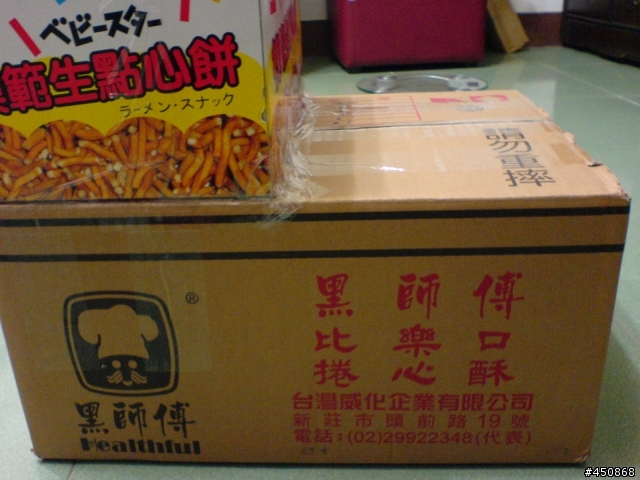 ベビースター
範生點心餅
ラーメン・スナック
請勿重摔
®
黑師傅
Healthful
黑師傅
比樂口
捲心酥
台灣威化企業有限公司
新莊市頭前路19號
電話:(02)29922348(代表)
#450868